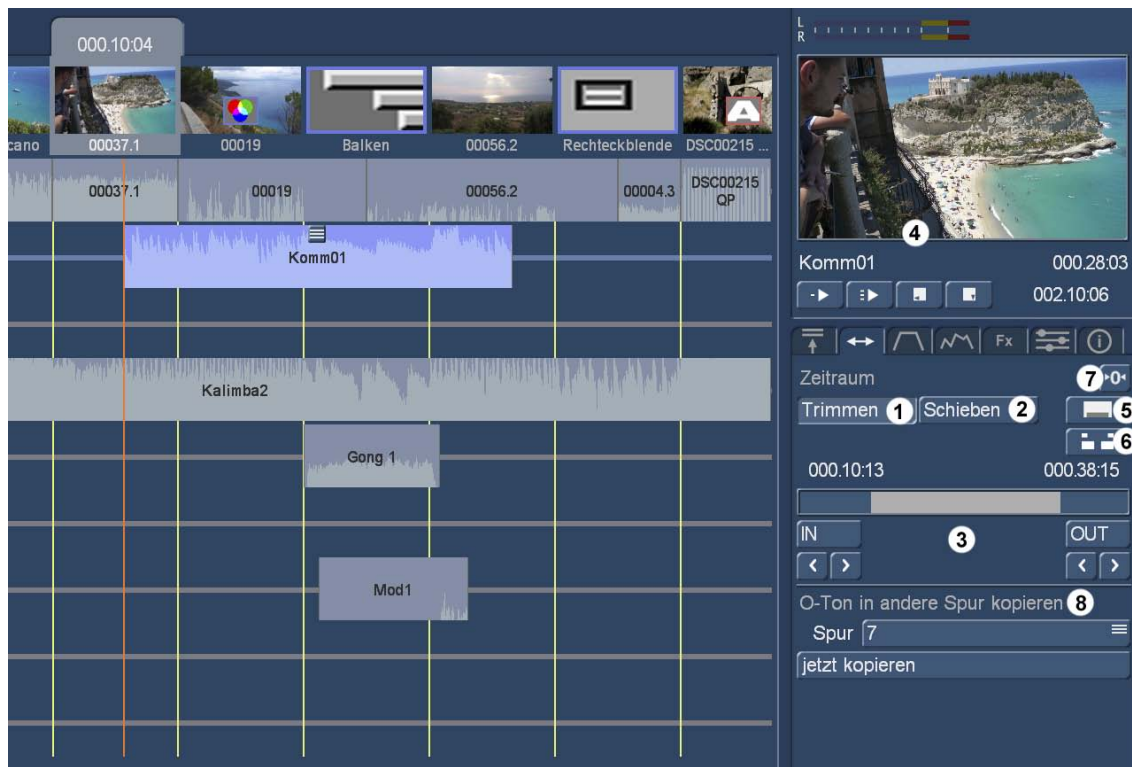 000.10:04
cano 00037.1 00019 Balken 00056.2 Rechteckblende DSC00215 ...
00037.1 00019 00056.2 00004.3 DSC00215 QP
Komm01
Kalimba2
Gong 1
Mod1
L
R
4
Komm01 000.28:03
002.10:06
Fx
Zeitraum 7 ▸0◂
Trimmen 1 Schieben 2 5
6
000.10:13 000.38:15
IN 3 OUT
O-Ton in andere Spur kopieren 8
Spur 7
jetzt kopieren